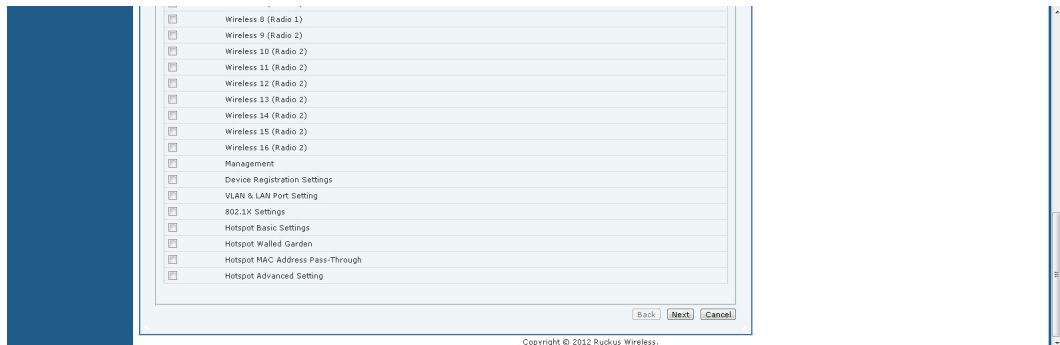 Wireless 8 (Radio 1)
Wireless 9 (Radio 2)
Wireless 10 (Radio 2)
Wireless 11 (Radio 2)
Wireless 12 (Radio 2)
Wireless 13 (Radio 2)
Wireless 14 (Radio 2)
Wireless 15 (Radio 2)
Wireless 16 (Radio 2)
Management
Device Registration Settings
VLAN & LAN Port Setting
802.1X Settings
Hotspot Basic Settings
Hotspot Walled Garden
Hotspot MAC Address Pass-Through
Hotspot Advanced Setting
Back Next Cancel
Copyright © 2012 Ruckus Wireless.